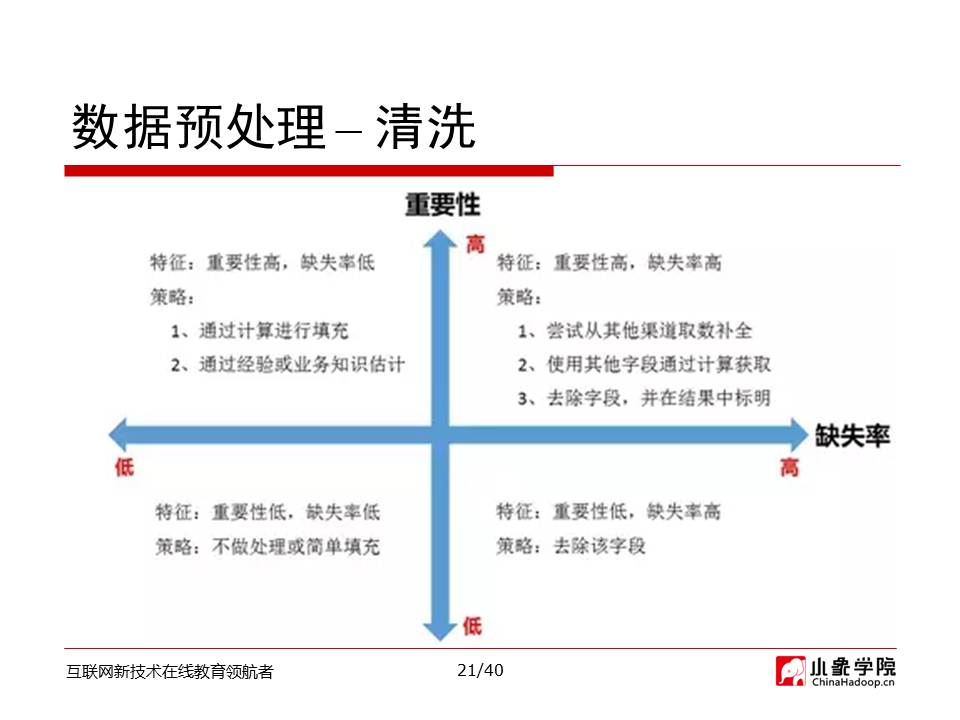 数据预处理 – 清洗
重要性
高
特征：重要性高，缺失率低
策略：
1、通过计算进行填充
2、通过经验或业务知识估计
特征：重要性高，缺失率高
策略：
1、尝试从其他渠道取数补全
2、使用其他字段通过计算获取
3、去除字段，并在结果中标明
缺失率
低
高
特征：重要性低，缺失率低
策略：不做处理或简单填充
特征：重要性低，缺失率高
策略：去除该字段
低
互联网新技术在线教育领航者
21/40
小象学院
ChinaHadoop.cn